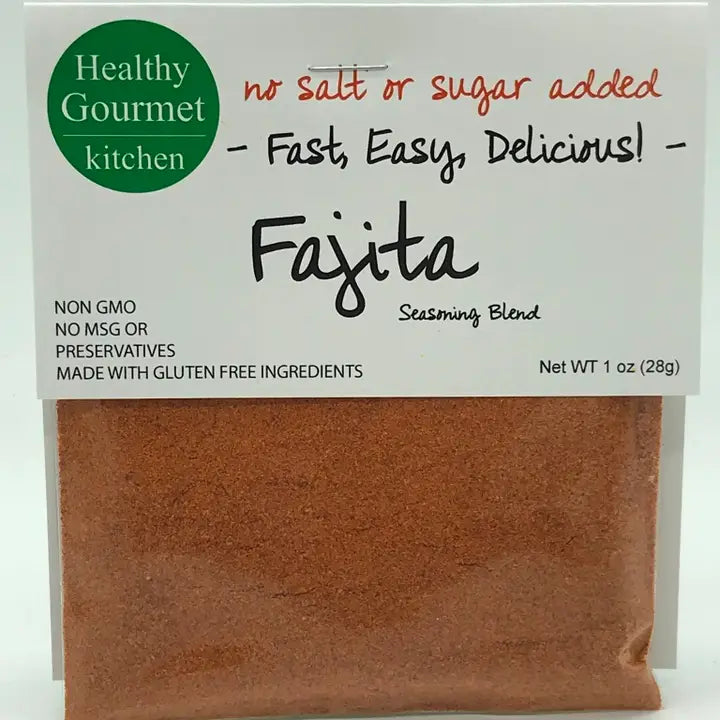 Healthy
Gourmet
kitchen
no salt or sugar added
- Fast, Easy, Delicious! -
Fajita
Seasoning Blend
NON GMO
NO MSG OR
PRESERVATIVES
MADE WITH GLUTEN FREE INGREDIENTS
Net WT 1 oz (28g)